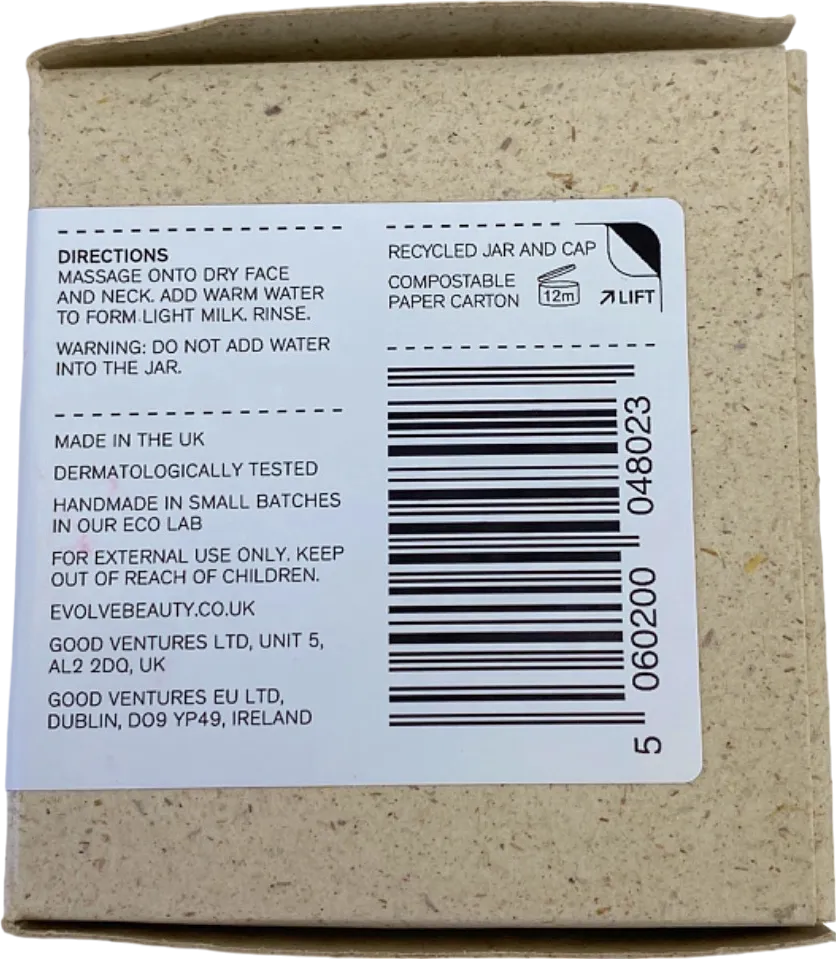 DIRECTIONS
MASSAGE ONTO DRY FACE
AND NECK. ADD WARM WATER
TO FORM LIGHT MILK. RINSE.
WARNING: DO NOT ADD WATER
INTO THE JAR.
MADE IN THE UK
DERMATOLOGICALLY TESTED
HANDMADE IN SMALL BATCHES
IN OUR ECO LAB
FOR EXTERNAL USE ONLY. KEEP
OUT OF REACH OF CHILDREN.
EVOLVEBEAUTY.CO.UK
GOOD VENTURES LTD, UNIT 5,
AL2 2DQ, UK
GOOD VENTURES EU LTD,
DUBLIN, D09 YP49, IRELAND
RECYCLED JAR AND CAP
COMPOSTABLE
PAPER CARTON
12m
↗LIFT
5 060200 048023